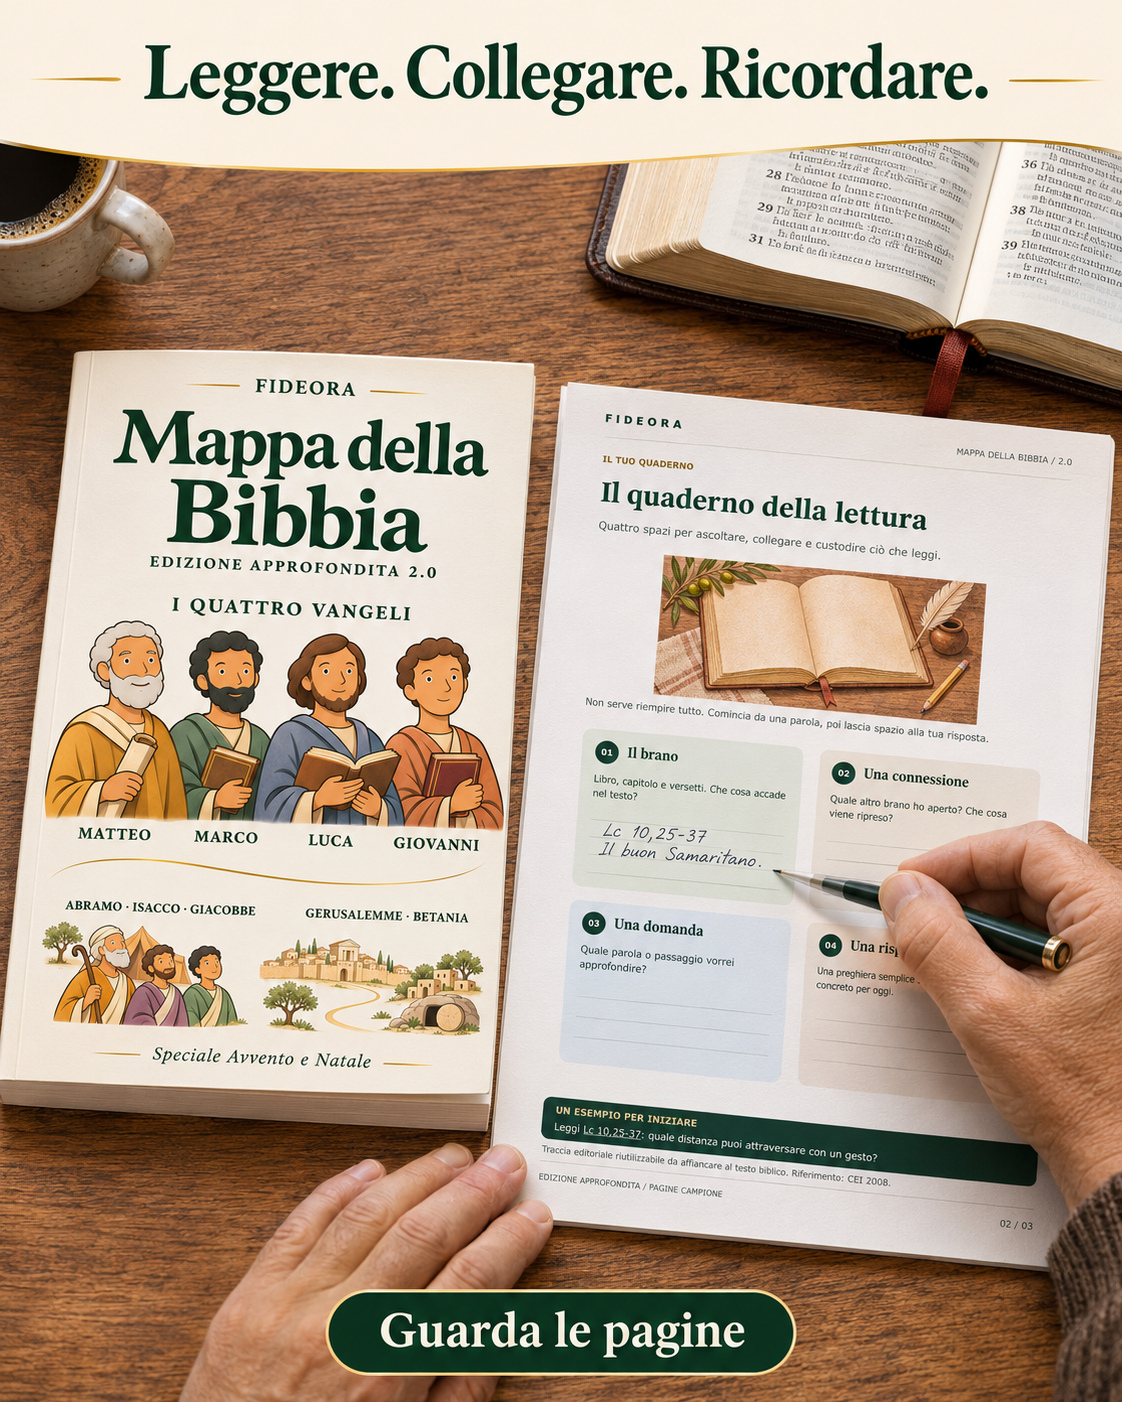 Leggere. Collegare. Ricordare.
28
29
31
36
38
39
FIDEORA
Mappa della
Bibbia
EDIZIONE APPROFONDITA 2.0
I QUATTRO VANGELI
MATTEO MARCO LUCA GIOVANNI
ABRAMO · ISACCO · GIACOBBE
GERUSALEMME · BETANIA
Speciale Avvento e Natale
FIDEORA
MAPPA DELLA BIBBIA / 2.0
IL TUO QUADERNO
Il quaderno della lettura
Quattro spazi per ascoltare, collegare e custodire ciò che leggi.
Non serve riempire tutto. Comincia da una parola, poi lascia spazio alla tua risposta.
01 Il brano
Libro, capitolo e versetti. Che cosa accade
nel testo?
Lc 10,25-37
Il buon Samaritano.
02 Una connessione
Quale altro brano ho aperto? Che cosa
viene ripreso?
03 Una domanda
Quale parola o passaggio vorrei
approfondire?
04 Una
Una preghiera semplice
concreto per oggi.
UN ESEMPIO PER INIZIARE
Leggi Lc 10,25-37: quale distanza puoi attraversare con un gesto?
Traccia editoriale riutilizzabile da affiancare al testo biblico. Riferimento: CEI 2008.
EDIZIONE APPROFONDITA / PAGINE CAMPIONE
02 / 03
Guarda le pagine